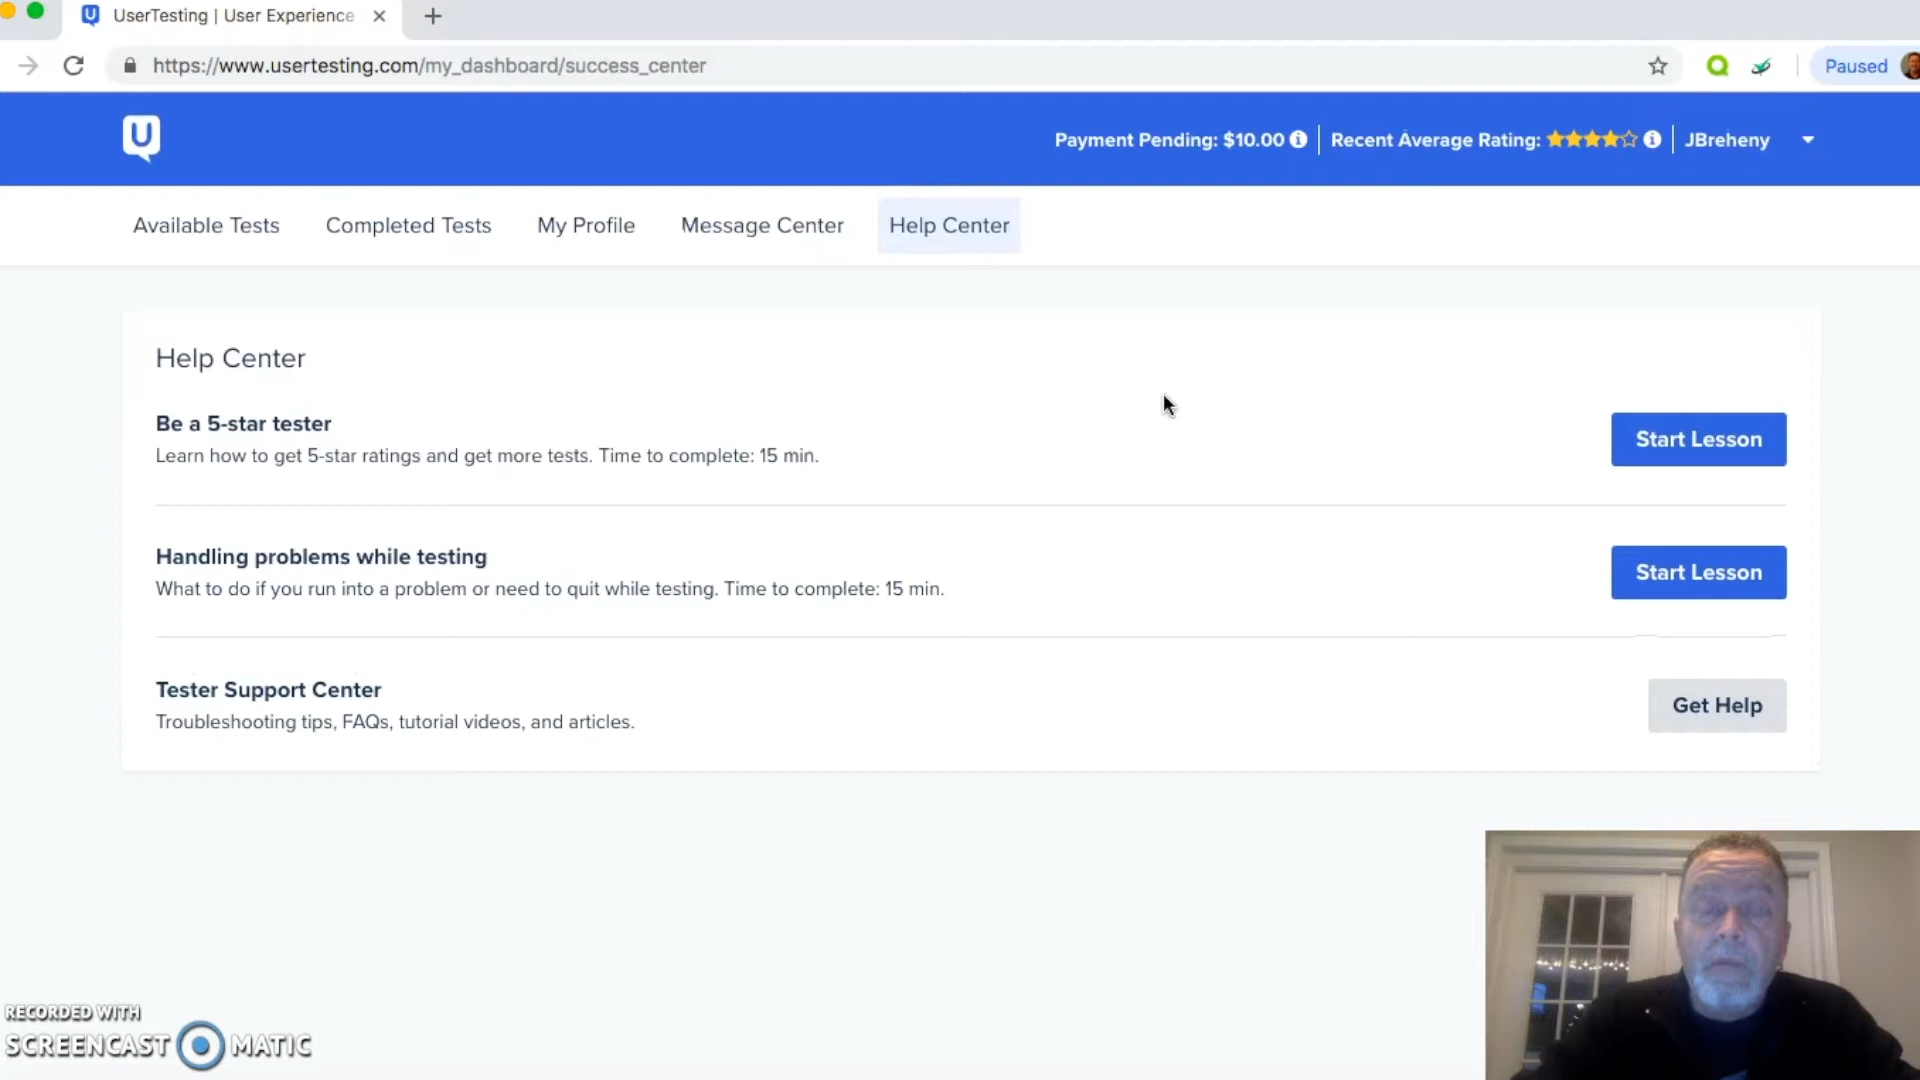 UserTesting | User Experience
https://www.usertesting.com/my_dashboard/success_center
Paused
U
Payment Pending: $10.00
Recent Average Rating:
JBreheny
Available Tests
Completed Tests
My Profile
Message Center
Help Center
Help Center
Be a 5-star tester
Learn how to get 5-star ratings and get more tests. Time to complete: 15 min.
Start Lesson
Handling problems while testing
What to do if you run into a problem or need to quit while testing. Time to complete: 15 min.
Start Lesson
Tester Support Center
Troubleshooting tips, FAQs, tutorial videos, and articles.
Get Help
RECORDED WITH
SCREENCAST MATIC